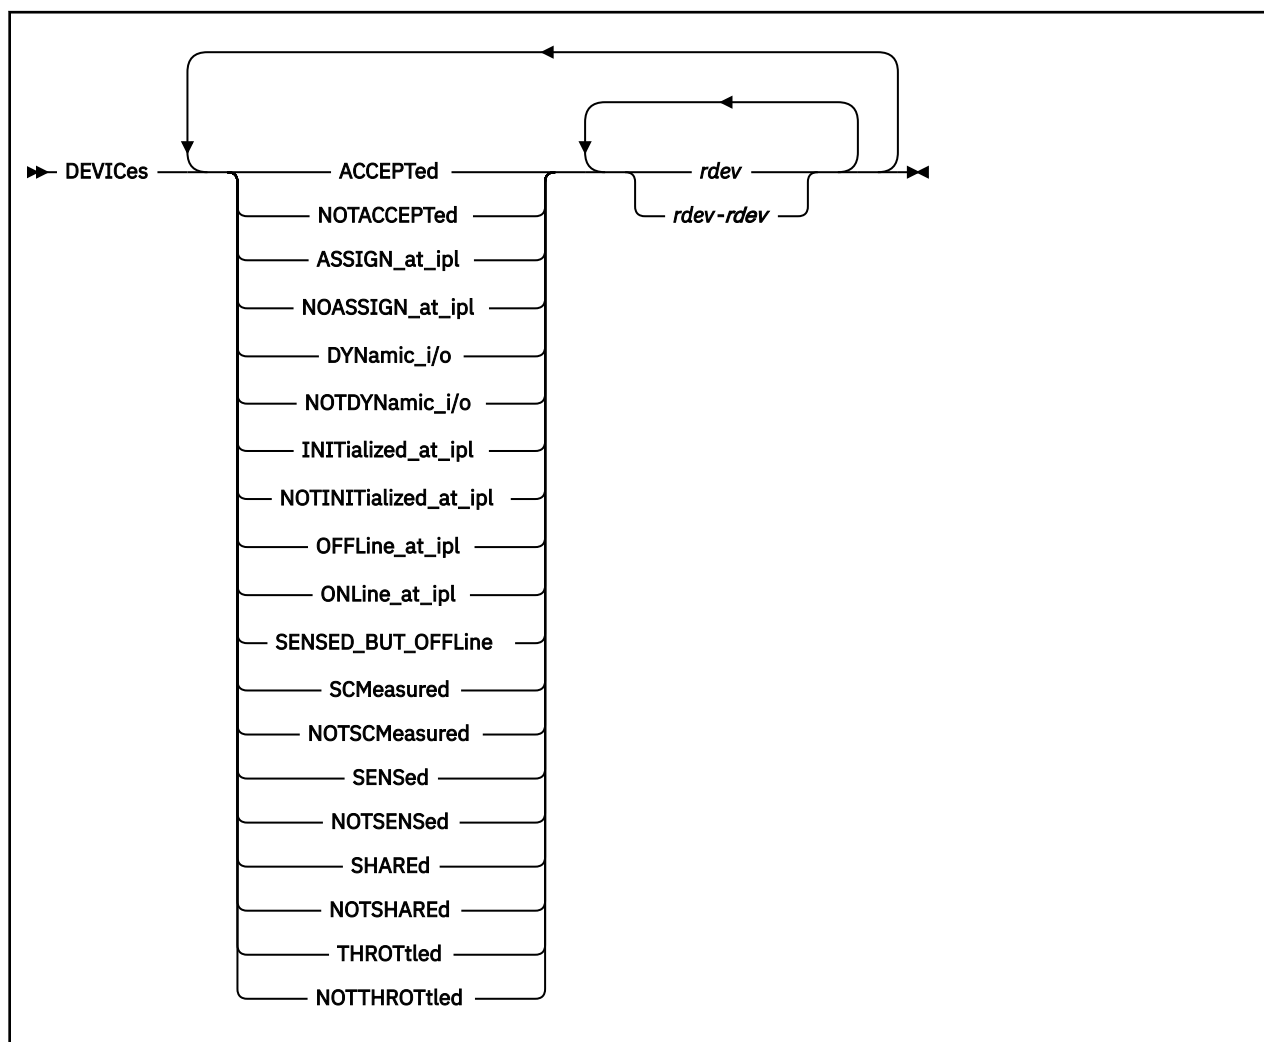 DEVICes ACCEPTed rdev
NOTACCEPTed rdev-rdev
ASSIGN_at_ipl
NOASSIGN_at_ipl
DYNamic_i/o
NOTDYNamic_i/o
INITialized_at_ipl
NOTINITialized_at_ipl
OFFLine_at_ipl
ONLine_at_ipl
SENSED_BUT_OFFLine
SCMeasured
NOTSCMeasured
SENSed
NOTSENSed
SHAREd
NOTSHAREd
THROTtled
NOTTHROTtled